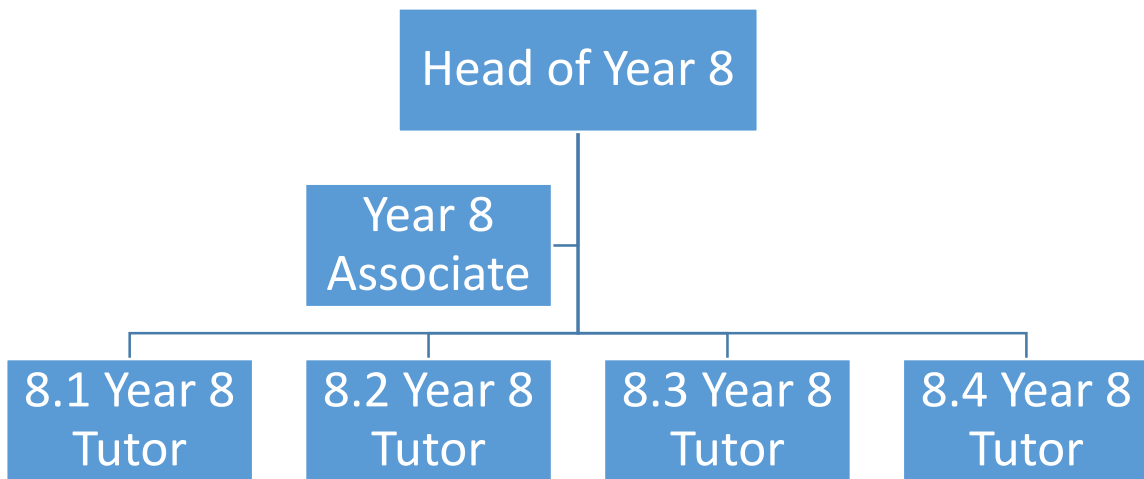 Head of Year 8
Year 8
Associate
8.1 Year 8
Tutor
8.2 Year 8
Tutor
8.3 Year 8
Tutor
8.4 Year 8
Tutor